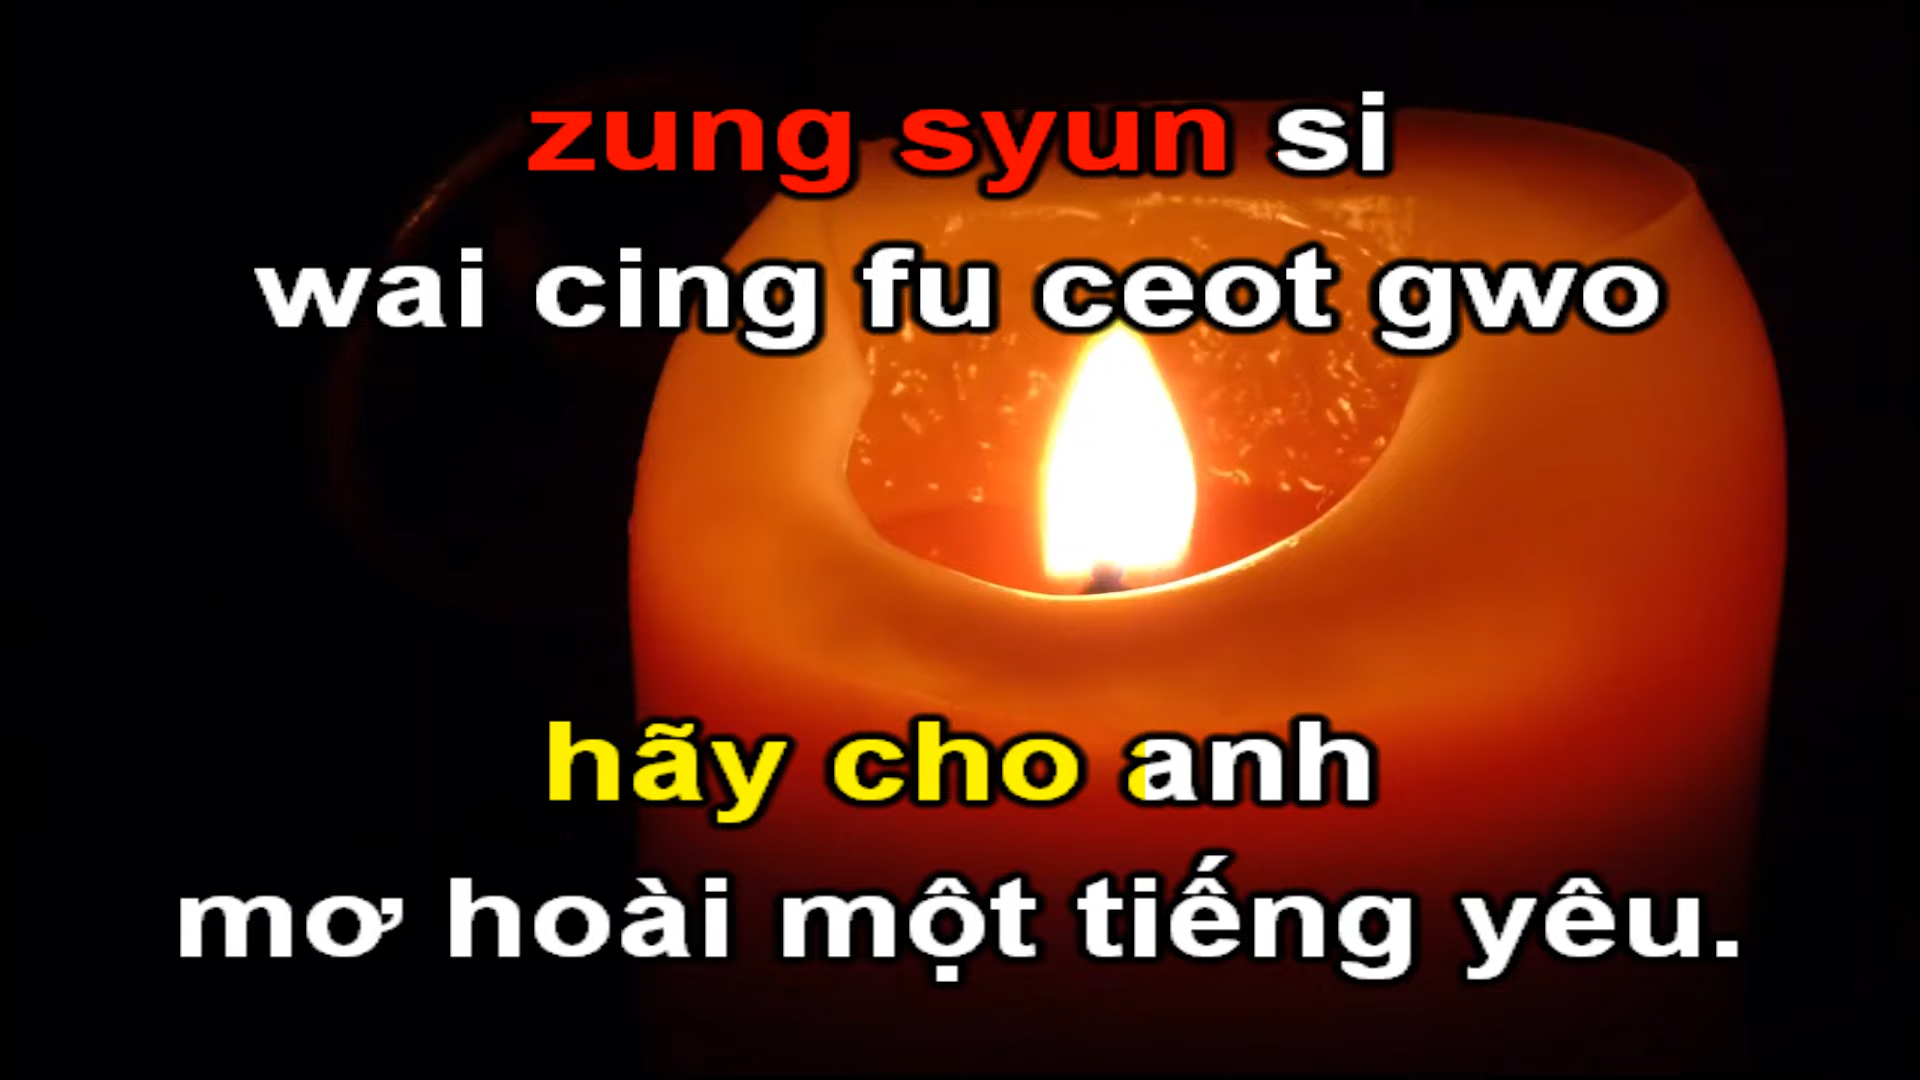 zung syun si
wai cing fu ceot gwo
hãy cho anh
mơ hoài một tiếng yêu.